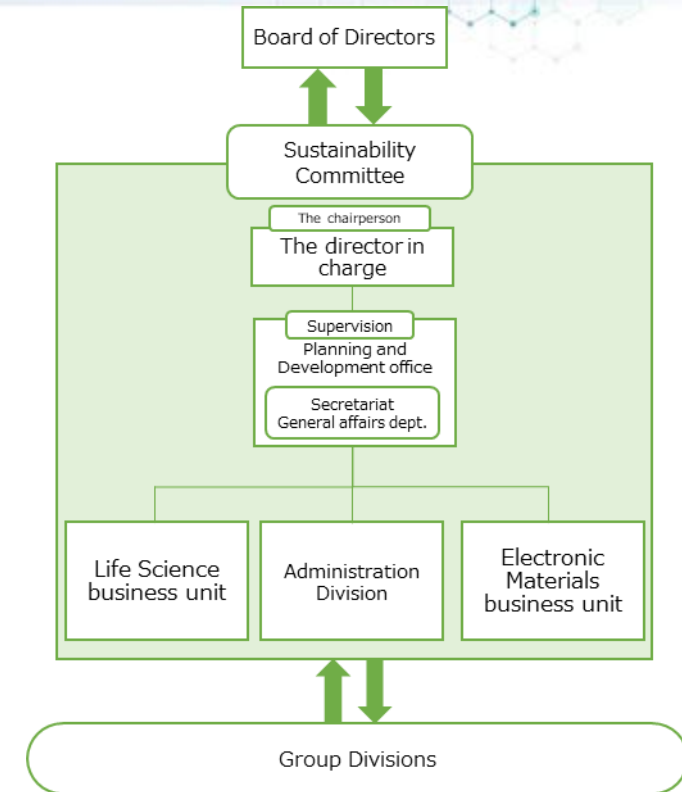 Board of Directors
Sustainability
Committee
The chairperson
The director in
charge
Supervision
Planning and
Development office
Secretariat
General affairs dept.
Life Science
business unit
Administration
Division
Electronic
Materials
business unit
Group Divisions